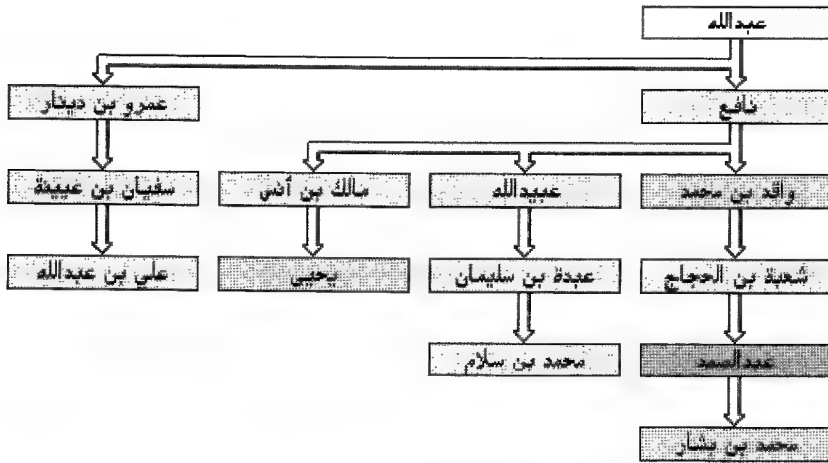 عبدالله
نافع
عمرو بن دينار
واقد بن محمد
عبيدالله
مالك بن أنس
سفيان بن عيينة
شعبة بن الحجاج
عبدة بن سليمان
يحيى
علي بن عبدالله
عبدالصمد
محمد بن سلام
محمد بن بشار